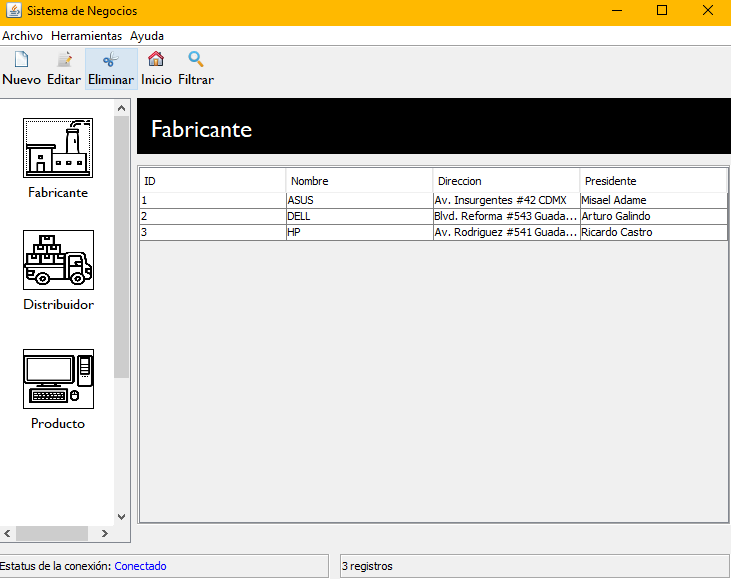 Sistema de Negocios
Archivo Herramientas Ayuda
Nuevo Editar Eliminar Inicio Filtrar
Fabricante
Distribuidor
Producto
Fabricante
ID Nombre Direccion Presidente
1 ASUS Av. Insurgentes #42 CDMX Misael Adame
2 DELL Blvd. Reforma #543 Guada... Arturo Galindo
3 HP Av. Rodriguez #541 Guada... Ricardo Castro
Estatus de la conexión: Conectado
3 registros